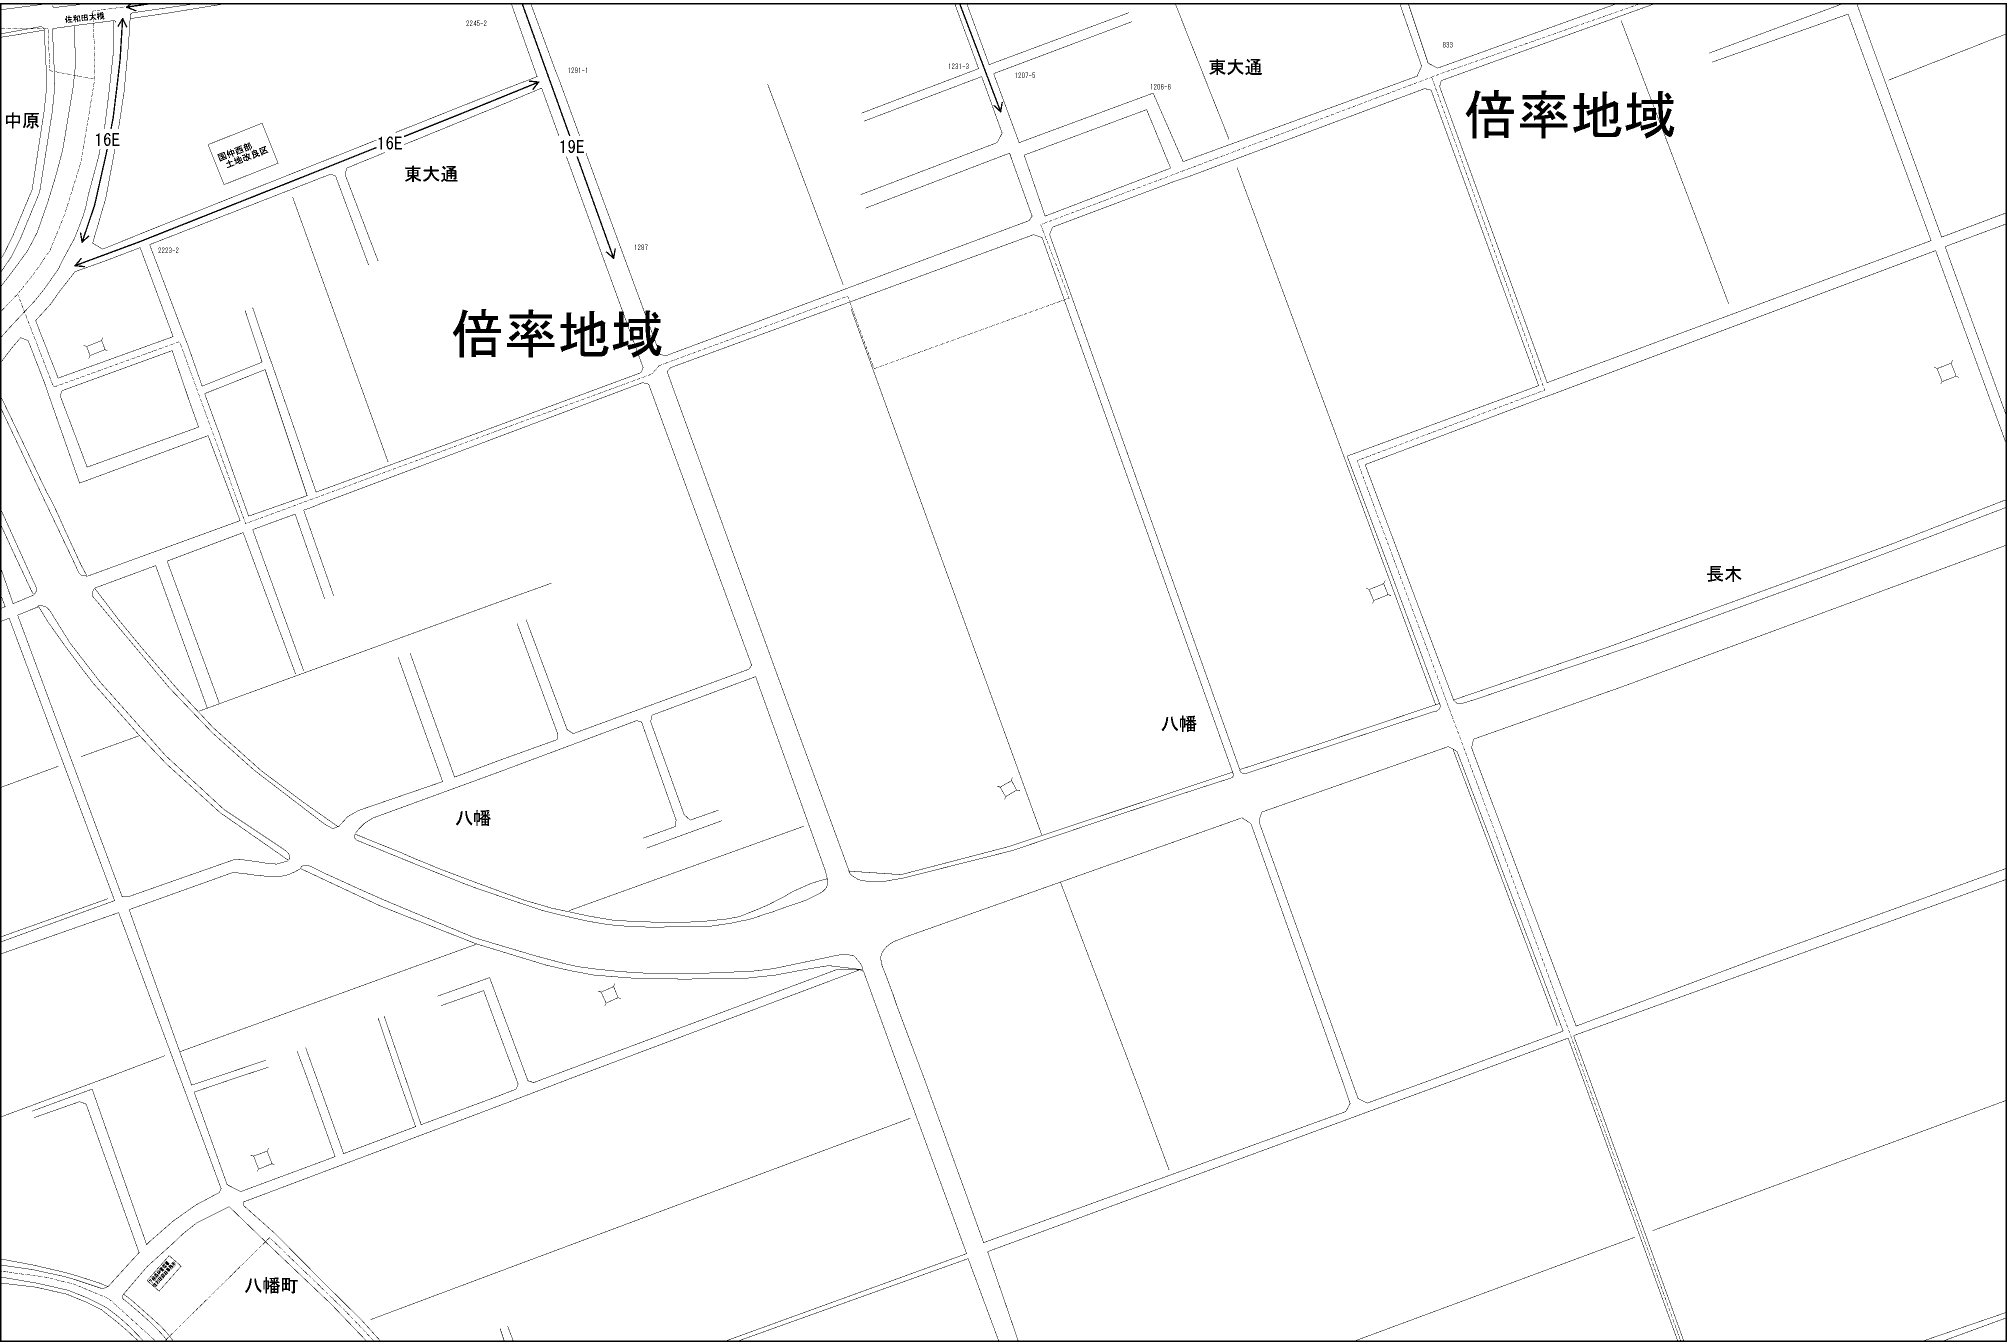 佐和田大橋
2245-2
833
1291-1
1231-3
東大通
1207-5
1206-6
倍率地域
中原
16E
16E
19E
国仲西部
土地改良区
東大通
2223-2
1287
倍率地域
長木
八幡
八幡
八幡町